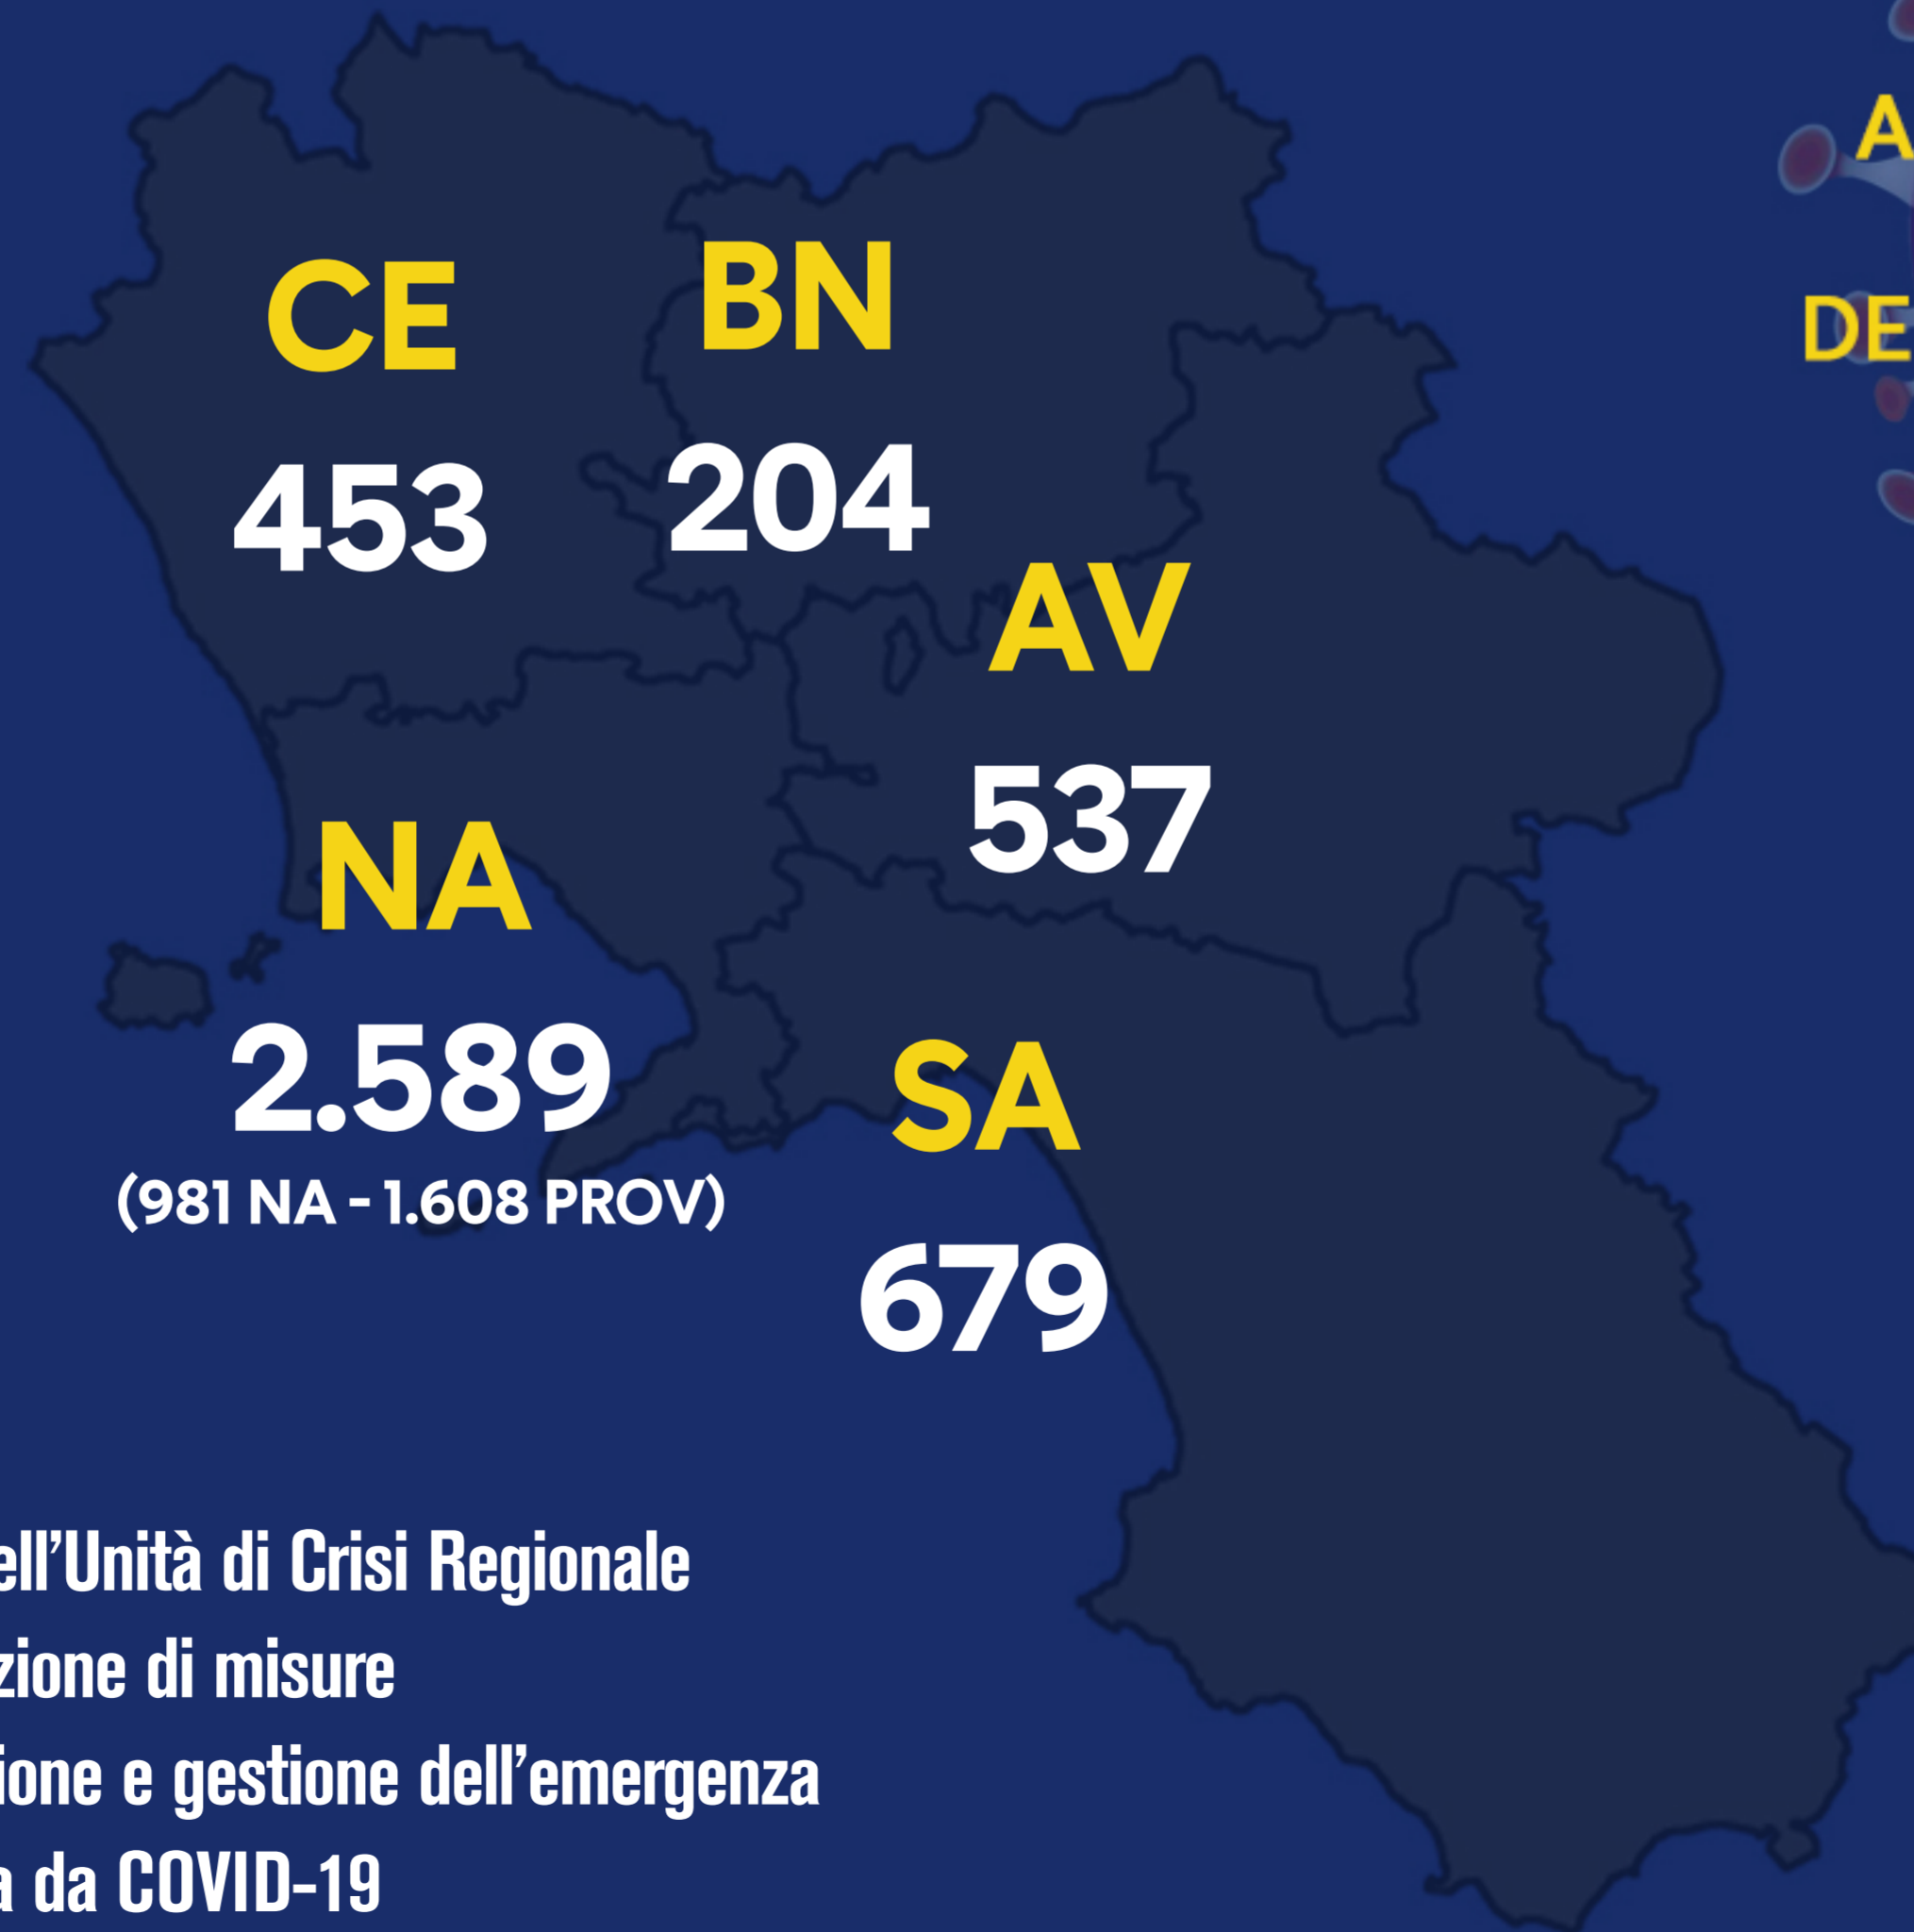 CE
453
BN
204
AV
537
NA
2.589
(981 NA - 1.608 PROV)
SA
679
A
DE
ell’Unità di Crisi Regionale
zione di misure
ione e gestione dell’emergenza
a da COVID-19